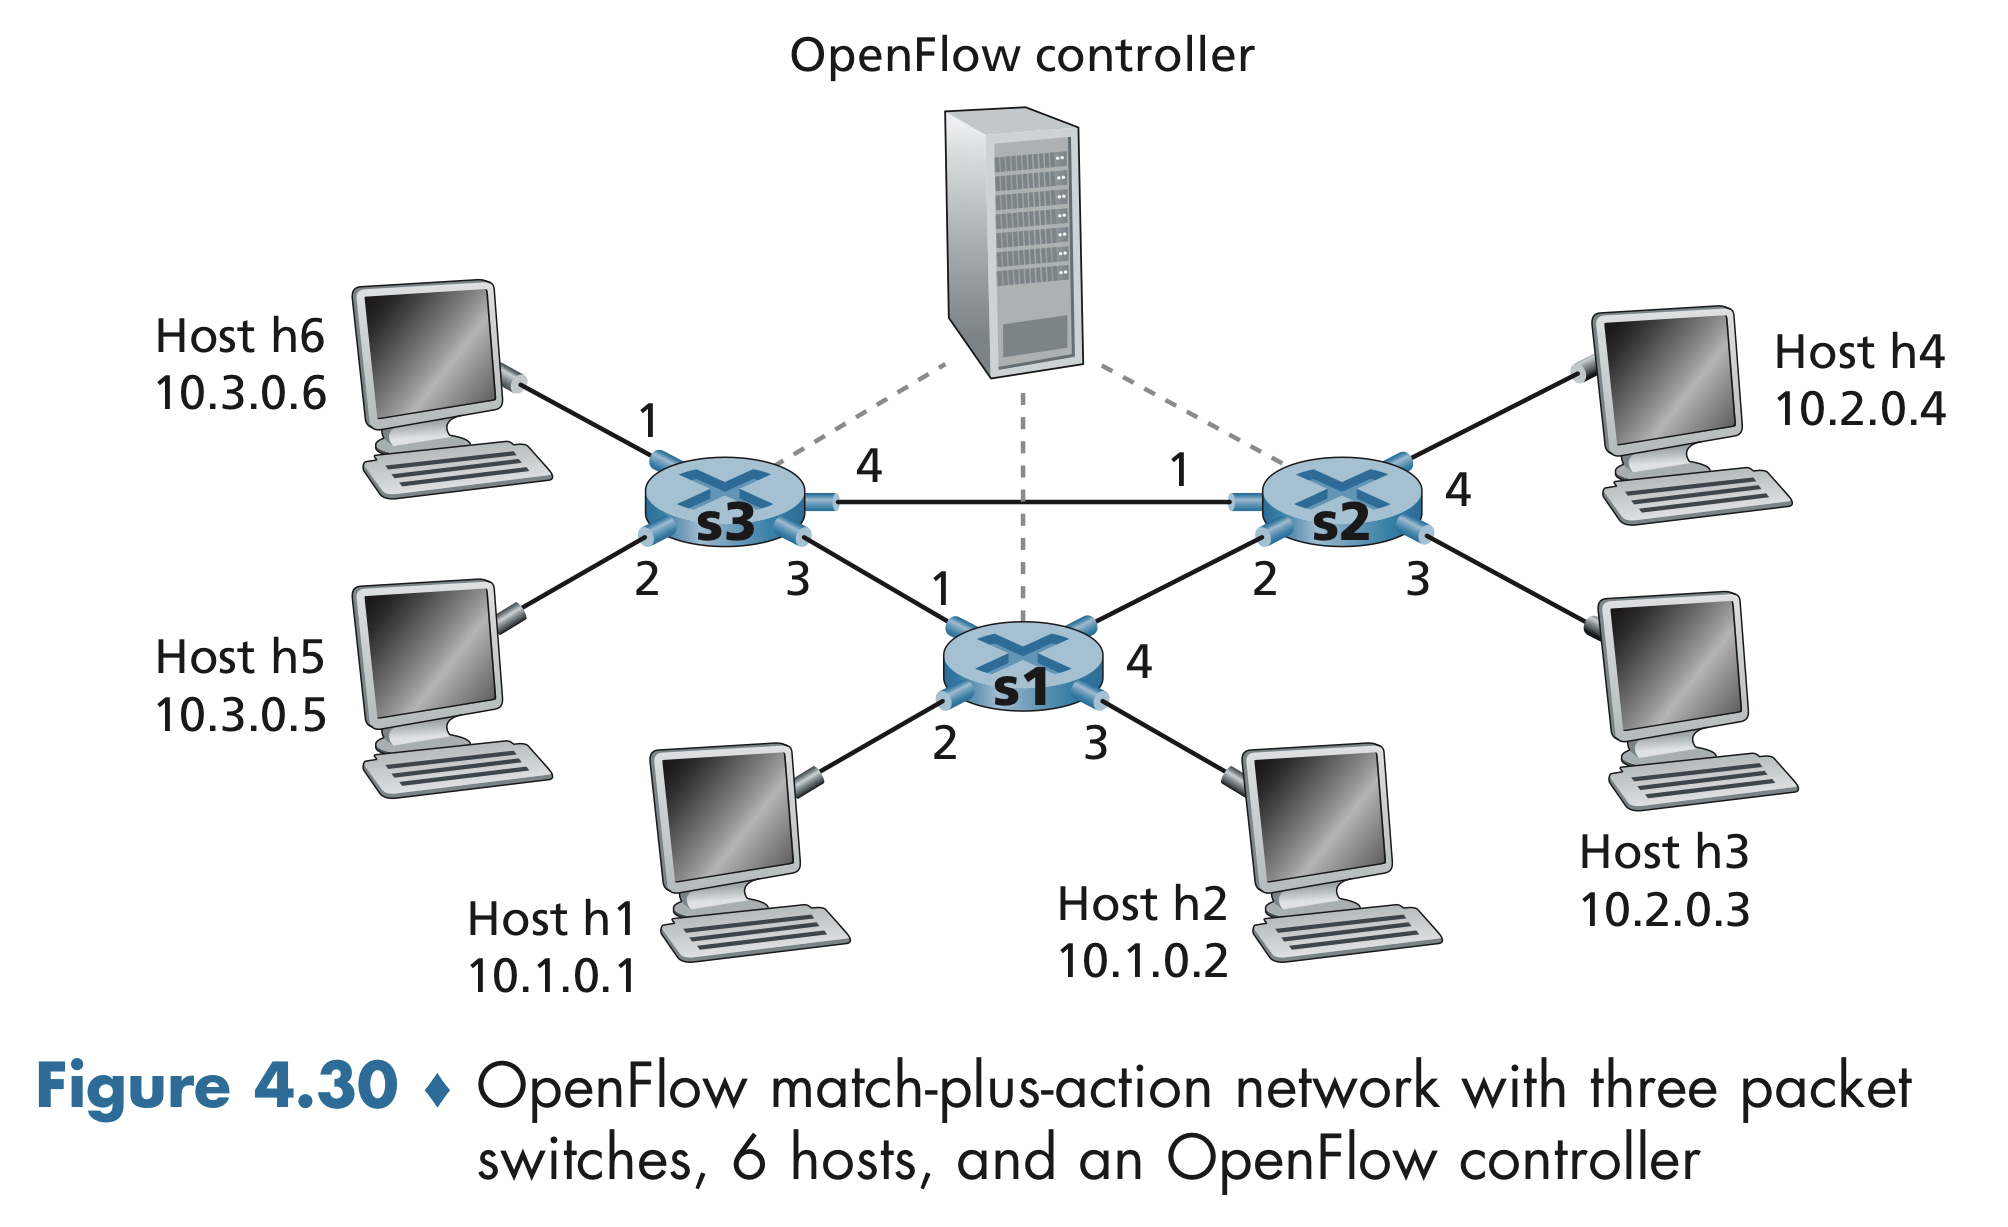 OpenFlow controller
Host h6
10.3.0.6
Host h4
10.2.0.4
1
4
1
4
s3
s2
2
3
1
2
3
Host h5
10.3.0.5
s1
4
2
3
Host h3
10.2.0.3
Host h1
10.1.0.1
Host h2
10.1.0.2
Figure 4.30 ♦ OpenFlow match-plus-action network with three packet
switches, 6 hosts, and an OpenFlow controller